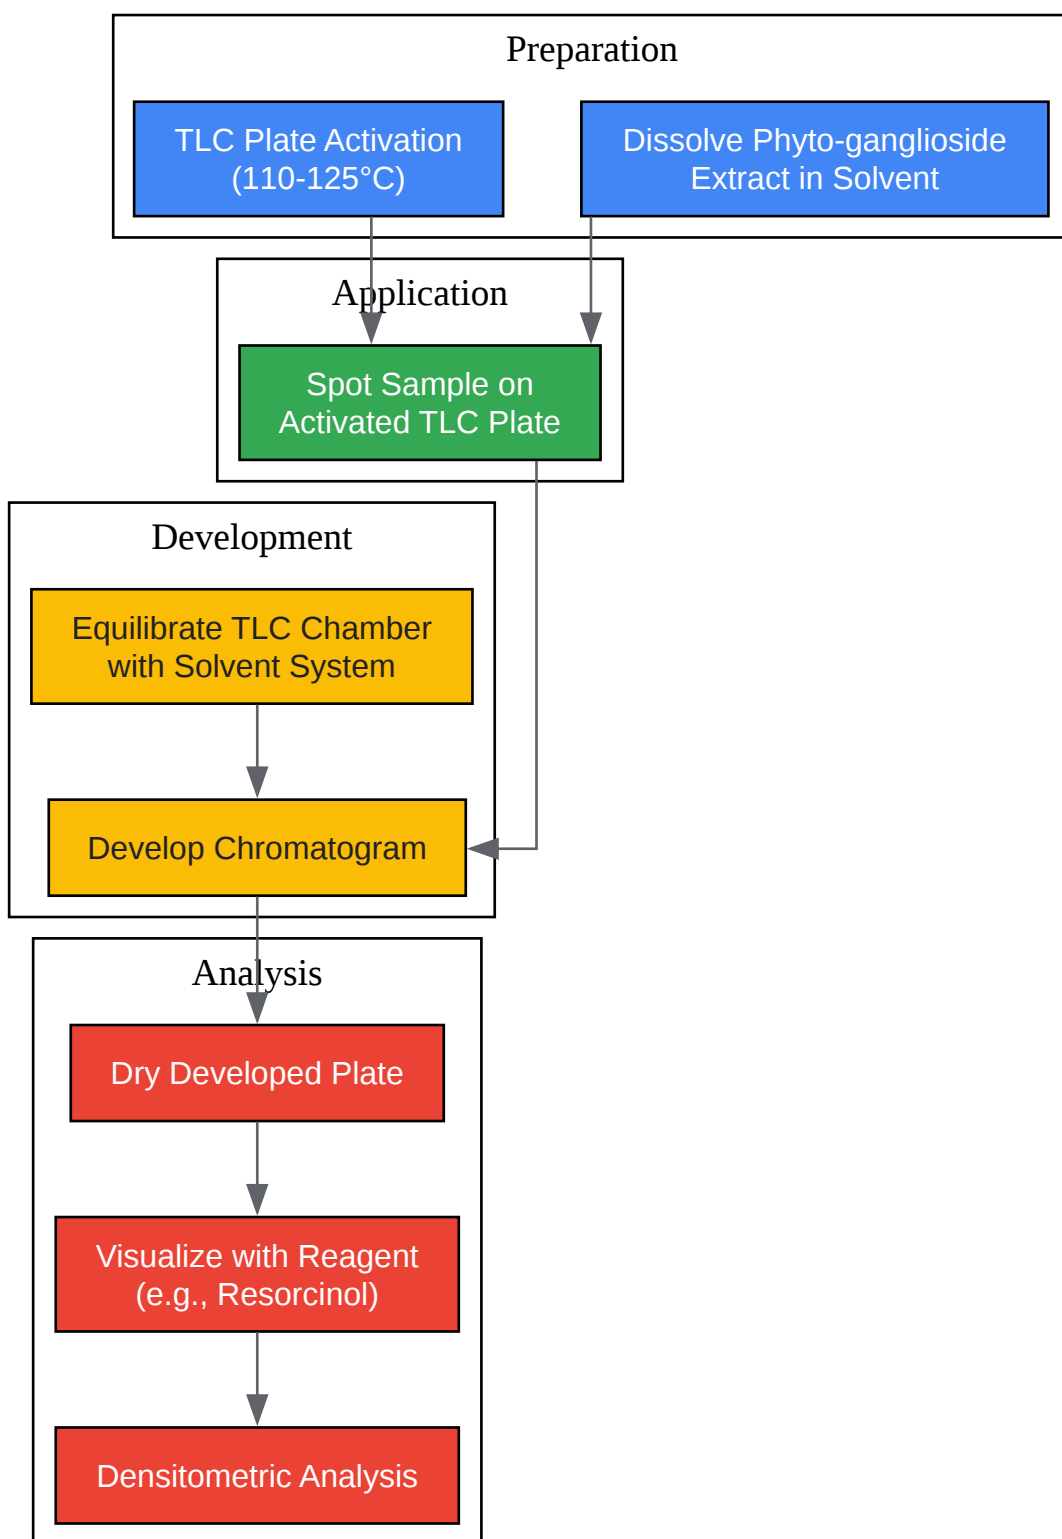 Preparation
TLC Plate Activation
(110-125°C)
Dissolve Phyto-ganglioside
Extract in Solvent
Application
Spot Sample on
Activated TLC Plate
Development
Equilibrate TLC Chamber
with Solvent System
Develop Chromatogram
Analysis
Dry Developed Plate
Visualize with Reagent
(e.g., Resorcinol)
Densitometric Analysis